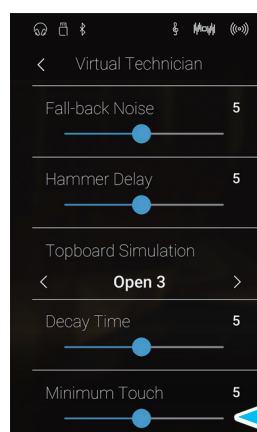 Virtual Technician
Fall-back Noise 5
Hammer Delay 5
Topboard Simulation
Open 3
Decay Time 5
Minimum Touch 5